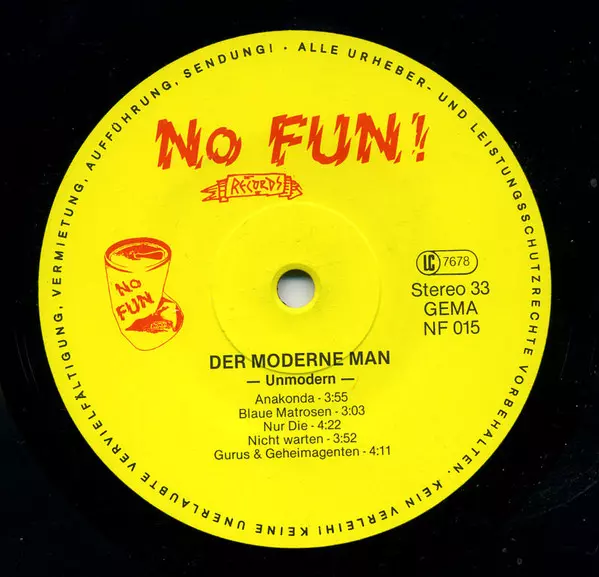 ALLE URHEBER- UND LEISTUNGSSCHUTZRECHTE VORBEHALTEN. KEIN VERLEIH! KEINE UNERLAUBTE VERVIELFÄLTIGUNG, VERMIETUNG, AUFFÜHRUNG, SENDUNG! ·
No FUN!
RECORDS
NO
FUN
LC 7678
Stereo 33
GEMA
NF 015
DER MODERNE MAN
— Unmodern —
Anakonda - 3:55
Blaue Matrosen - 3:03
Nur Die - 4:22
Nicht warten - 3:52
Gurus & Geheimagenten - 4:11